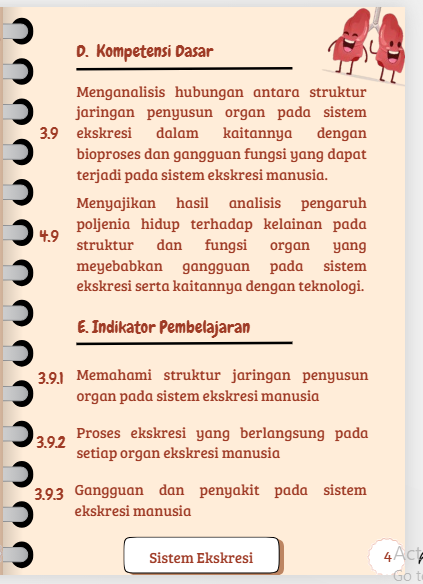 D. Kompetensi Dasar
3.9
Menganalisis hubungan antara struktur
jaringan penyusun organ pada sistem
ekskresi dalam kaitannya dengan
bioproses dan gangguan fungsi yang dapat
terjadi pada sistem ekskresi manusia.
4.9
Menyajikan hasil analisis pengaruh
poljenia hidup terhadap kelainan pada
struktur dan fungsi organ yang
meyebabkan gangguan pada sistem
ekskresi serta kaitannya dengan teknologi.
E. Indikator Pembelajaran
3.9.1 Memahami struktur jaringan penyusun
organ pada sistem ekskresi manusia
3.9.2 Proses ekskresi yang berlangsung pada
setiap organ ekskresi manusia
3.9.3 Gangguan dan penyakit pada sistem
ekskresi manusia
Sistem Ekskresi
4
Go t